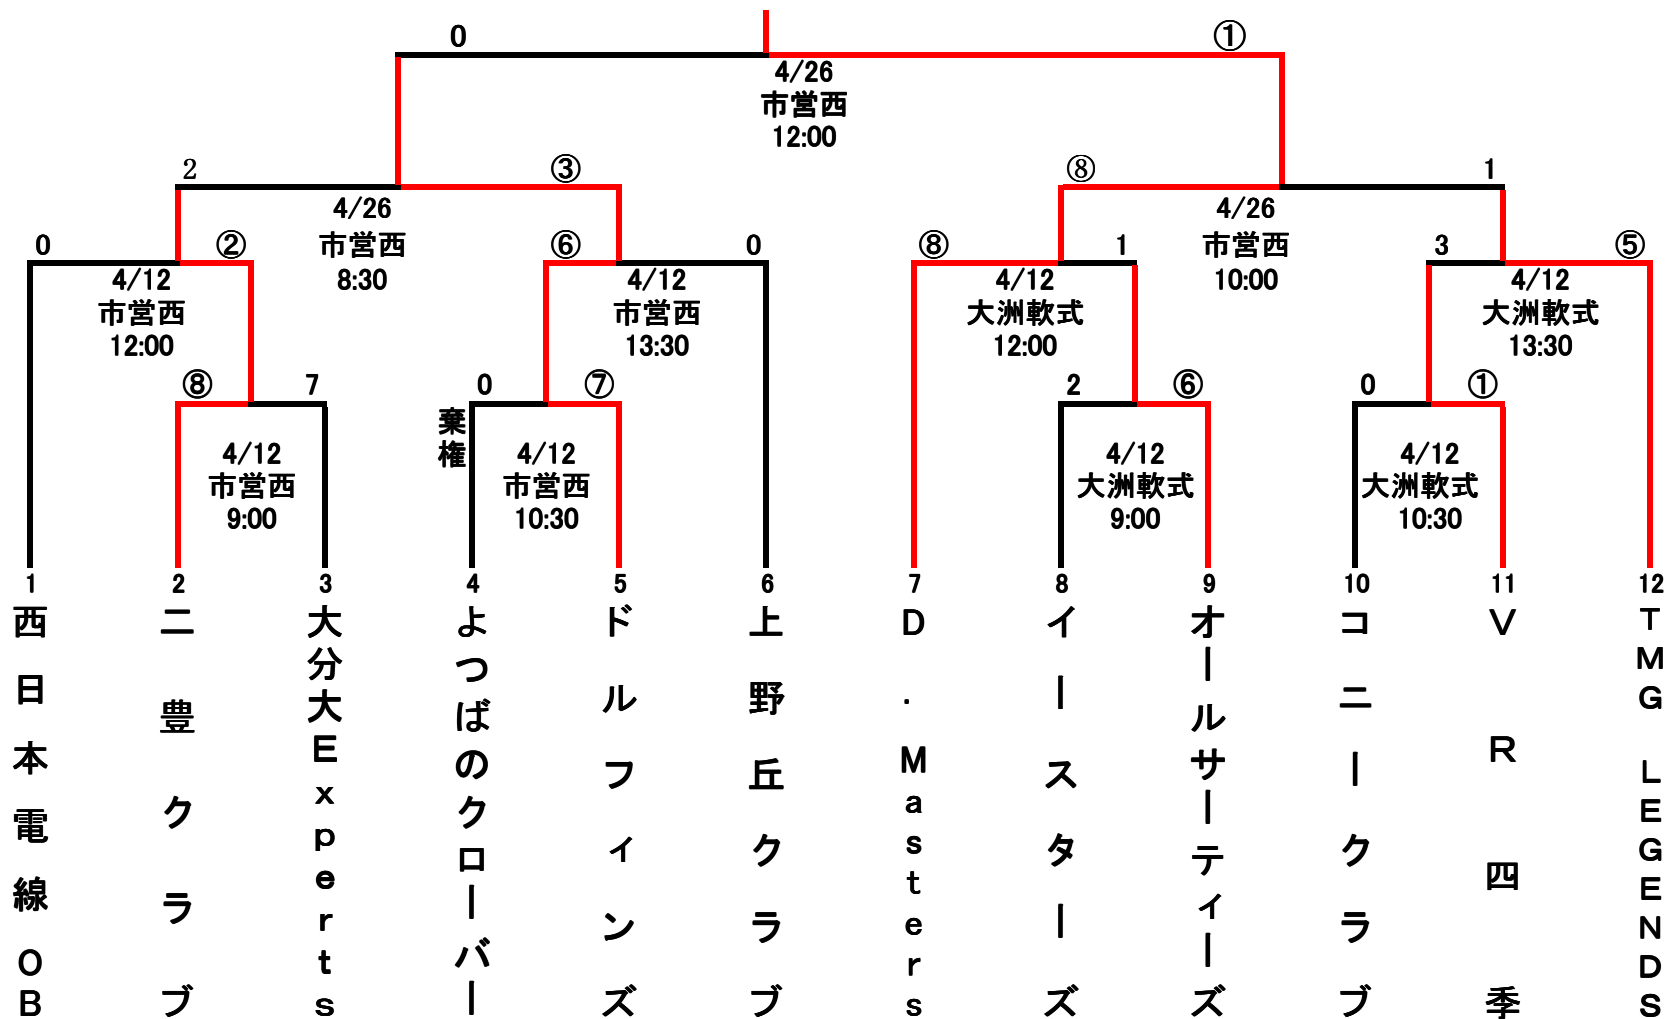 0 ①
4/26
市営西
12:00
2 ③ ⑧ 1
4/26 4/26
市営西 市営西
8:30 10:00
0 ② ⑥ 0 ⑧ 1 3 ⑤
4/12 4/12 4/12 4/12
市営西 市営西 大洲軟式 大洲軟式
12:00 13:30 12:00 13:30
⑧ 7 0 ⑦ 2 ⑥ 0 ①
棄権
4/12 4/12 4/12 4/12
市営西 市営西 大洲軟式 大洲軟式
9:00 10:30 9:00 10:30
1 2 3 4 5 6 7 8 9 10 11 12
西日本電線OB
二豊クラブ
大分大Experts
よつばのクローバー
ドルフィンズ
上野丘クラブ
D.Masters
イースターズ
オールサーティーズ
コニークラブ
VR四季
TMG LEGENDS